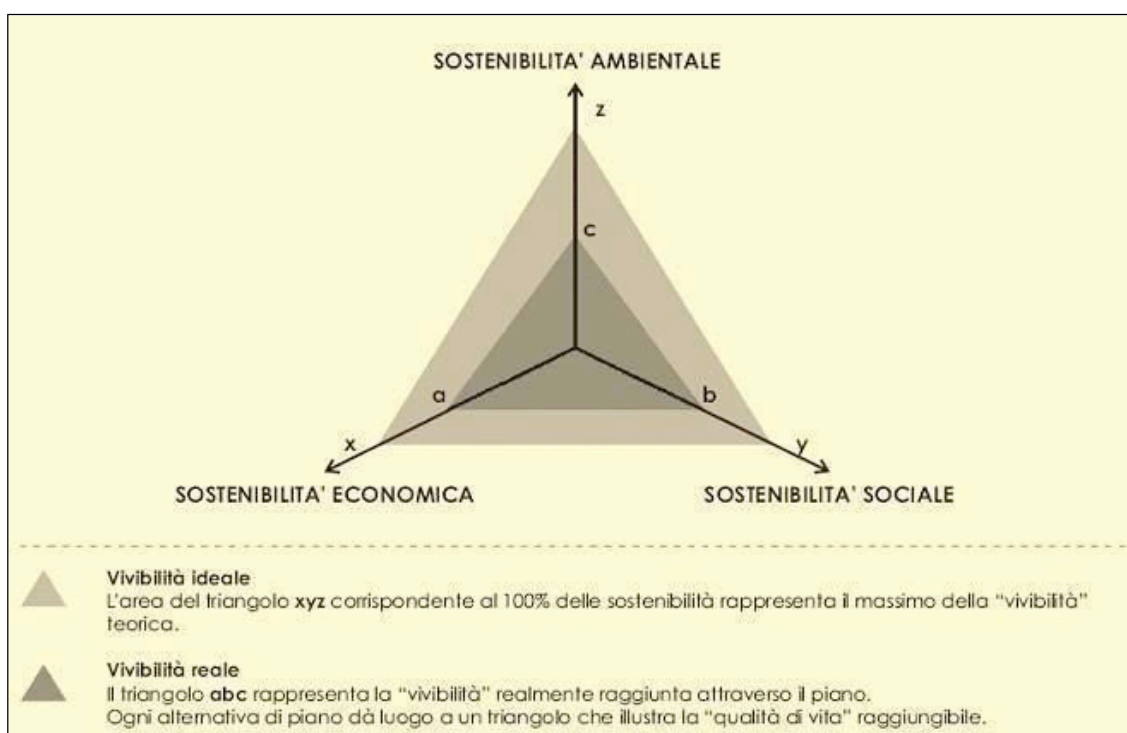 SOSTENIBILITA' AMBIENTALE
z
c
a
b
x
y
SOSTENIBILITA' ECONOMICA
SOSTENIBILITA' SOCIALE
Vivibilità ideale
L'area del triangolo xyz corrispondente al 100% delle sostenibilità rappresenta il massimo della "vivibilità"
teorica.
Vivibilità reale
Il triangolo abc rappresenta la "vivibilità" realmente raggiunta attraverso il piano.
Ogni alternativa di piano dà luogo a un triangolo che illustra la "qualità di vita" raggiungibile.